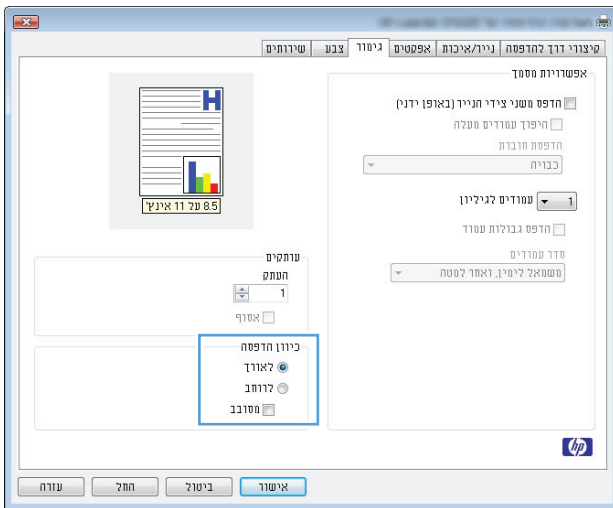 קיצורי דרך להדפסה
נייר/איכות
אפקטים
גימור
צבע
שירותים
אפשרויות מסמך
הדפס משני צידי הנייר (באופן ידני)
היפוך עמודים מעלה
הדפסת חוברת
כבויה
1 עמודים לגיליון
הדפס גבולות עמוד
סדר עמודים
משמאל לימין, ואחר למטה
H
8.5 על 11 אינץ'
עותקים
העתק
1
אסוף
כיוון הדפסה
לאורך
לרוחב
מסובב
hp
אישור
ביטול
החל
עזרה